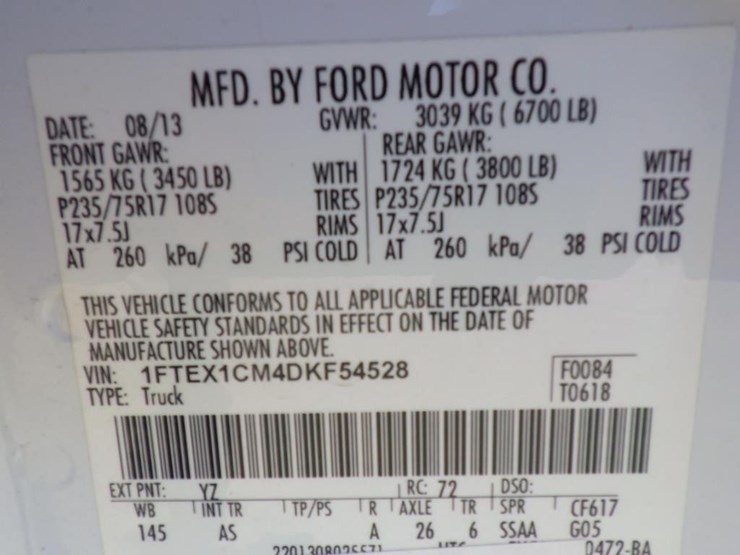 MFD. BY FORD MOTOR CO.
DATE: 08/13 GVWR: 3039 KG ( 6700 LB)
FRONT GAWR: REAR GAWR:
1565 KG ( 3450 LB) WITH 1724 KG ( 3800 LB) WITH
P235/75R17 108S TIRES P235/75R17 108S TIRES
17x7.5J RIMS 17x7.5J RIMS
AT 260 kPa/ 38 PSI COLD AT 260 kPa/ 38 PSI COLD
THIS VEHICLE CONFORMS TO ALL APPLICABLE FEDERAL MOTOR
VEHICLE SAFETY STANDARDS IN EFFECT ON THE DATE OF
MANUFACTURE SHOWN ABOVE.
VIN: 1FTEX1CM4DKF54528 F0084
TYPE: Truck T0618
EXT PNT: YZ RC: 72 DSO:
WB INT TR TP/PS R AXLE TR SPR CF617
145 AS A 26 6 SSAA G05
0472-BA